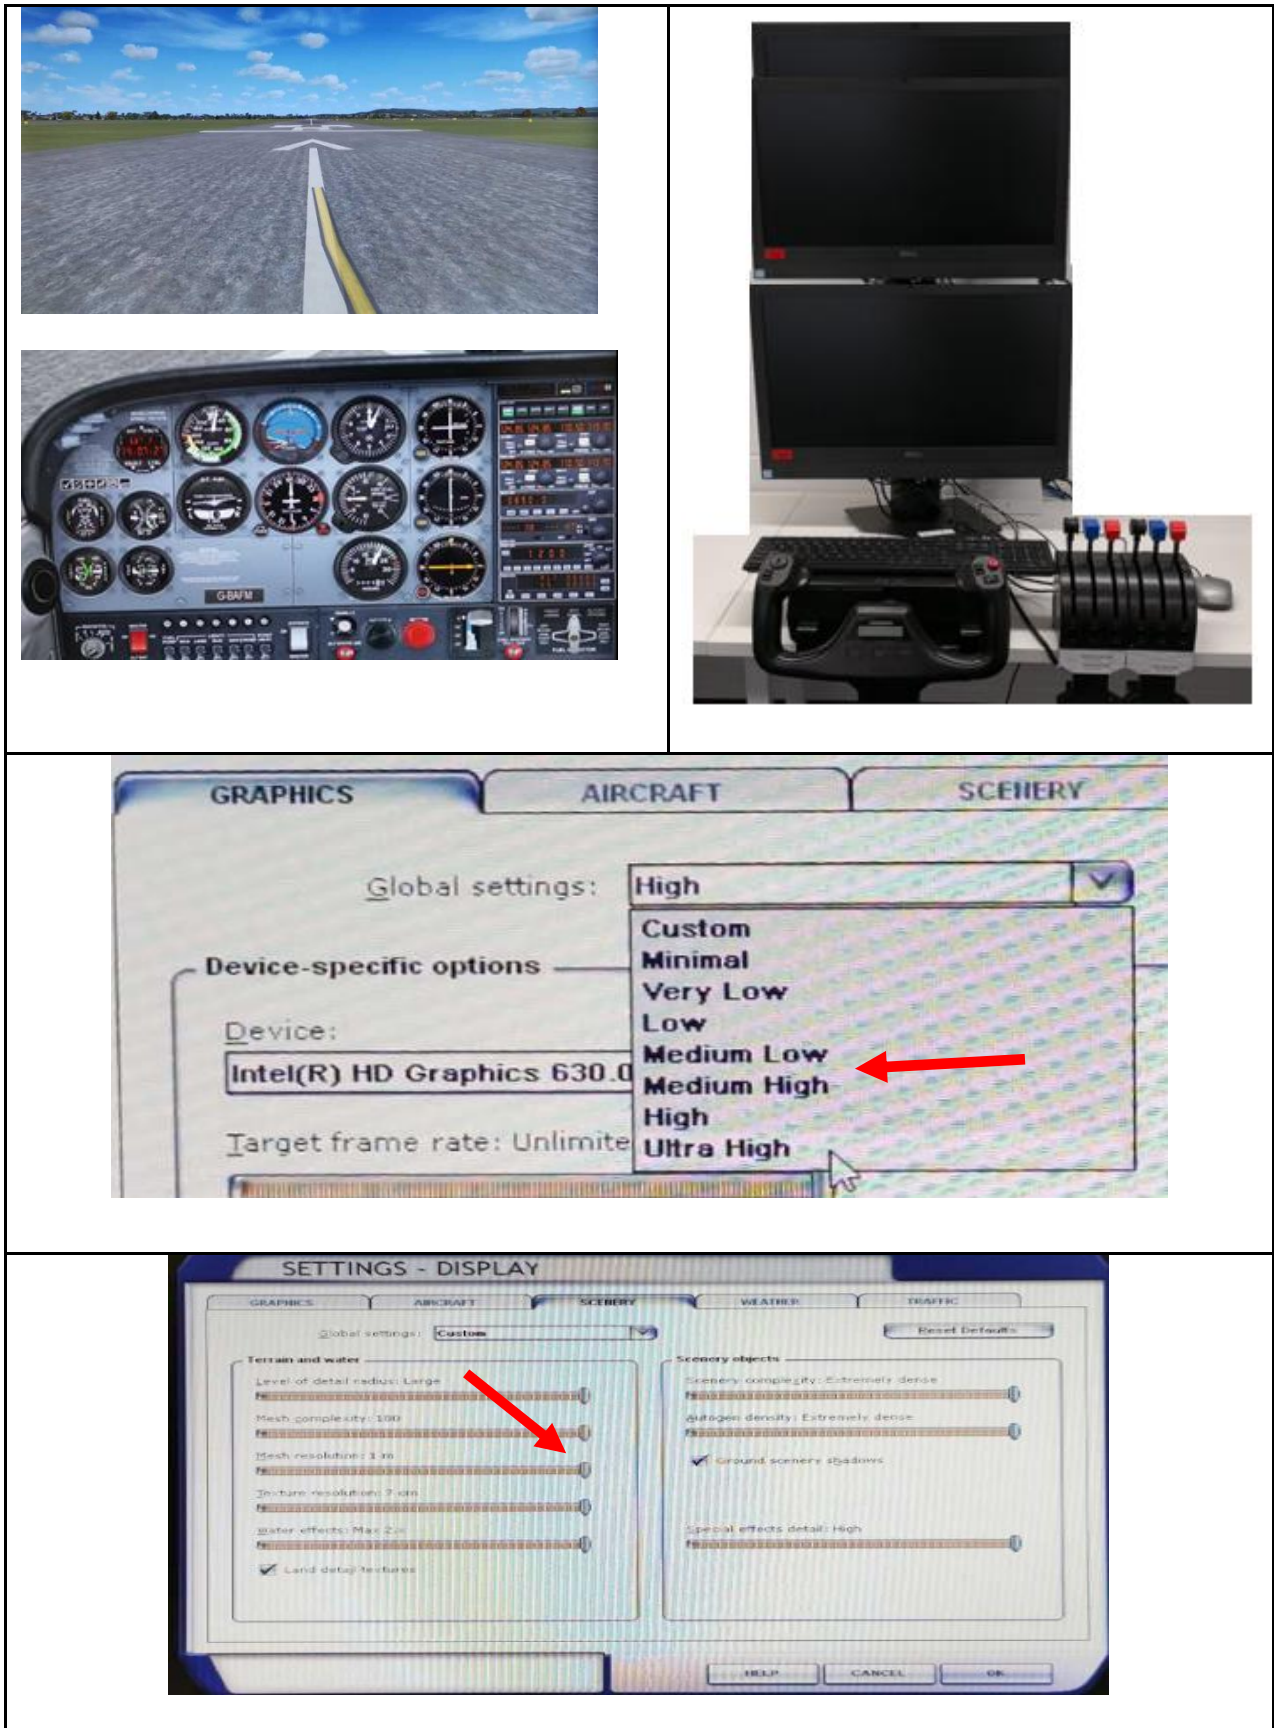 G-BAFM
1200
GRAPHICS
AIRCRAFT
SCENERY
Global settings:
High
Custom
Minimal
Very Low
Low
Medium Low
Medium High
High
Ultra High
Device-specific options
Device:
Intel(R) HD Graphics 630.0
Target frame rate: Unlimite
SETTINGS - DISPLAY
GRAPHICS
AIRCRAFT
SCENERY
WEATHER
TRAFFIC
Global settings:
Custom
Reset Defaults
Terrain and water
Level of detail radius: Large
Mesh complexity: 100
Mesh resolution: 1 m
Texture resolution: 7 cm
Water effects: Max 2.x
Land detail textures
Scenery objects
Scenery complexity: Extremely dense
Autogen density: Extremely dense
Ground scenery shadows
Special effects detail: High
HELP
CANCEL
OK